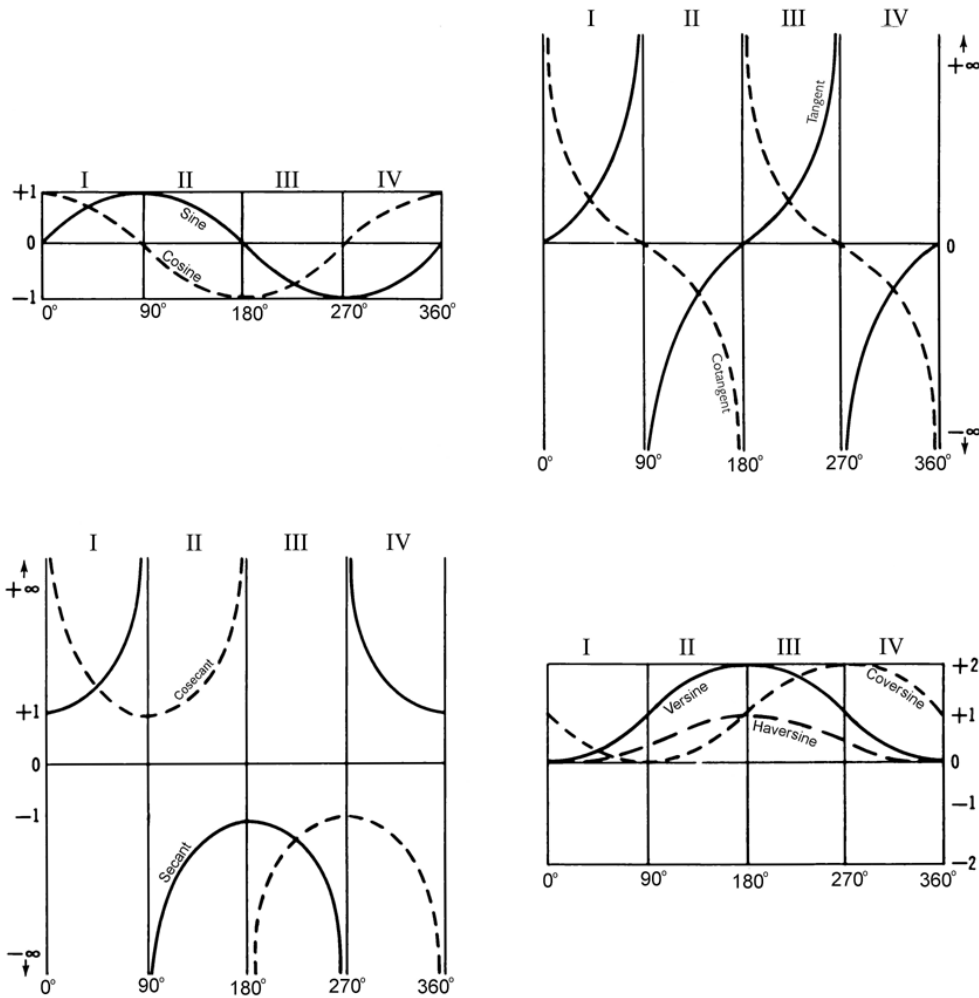 I II III IV
+1
0
−1
Sine
Cosine
0° 90° 180° 270° 360°
I II III IV
+∞
0
−∞
Tangent
Cotangent
0° 90° 180° 270° 360°
I II III IV
+∞
+1
0
−1
−∞
Cosecant
Secant
0° 90° 180° 270° 360°
I II III IV
+2
+1
0
−1
−2
Versine
Coversine
Haversine
0° 90° 180° 270° 360°